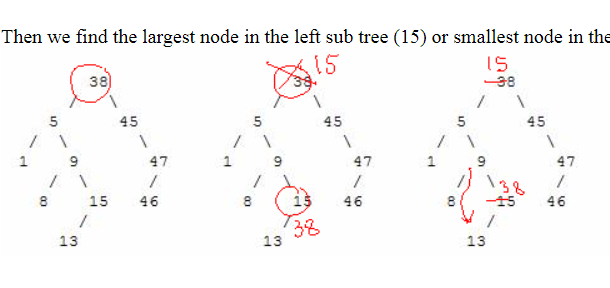 Then we find the largest node in the left sub tree (15) or smallest node in the
15 15
38 38 38
5 45 5 45 5 45
1 9 47 1 9 47 1 9 47
38
8 15 46 8 15 46 8 15 46
38
13 13 13